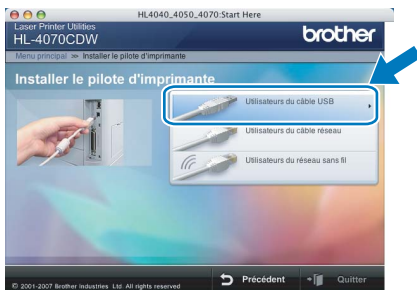 HL4040_4050_4070:Start Here
Laser Printer Utilities
HL-4070CDW
brother
Menu principal >> Installer le pilote d'imprimante
Installer le pilote d'imprimante
Utilisateurs du câble USB
Utilisateurs du câble réseau
Utilisateurs du réseau sans fil
© 2001-2007 Brother Industries Ltd All rights reserved
Précédent
Quitter